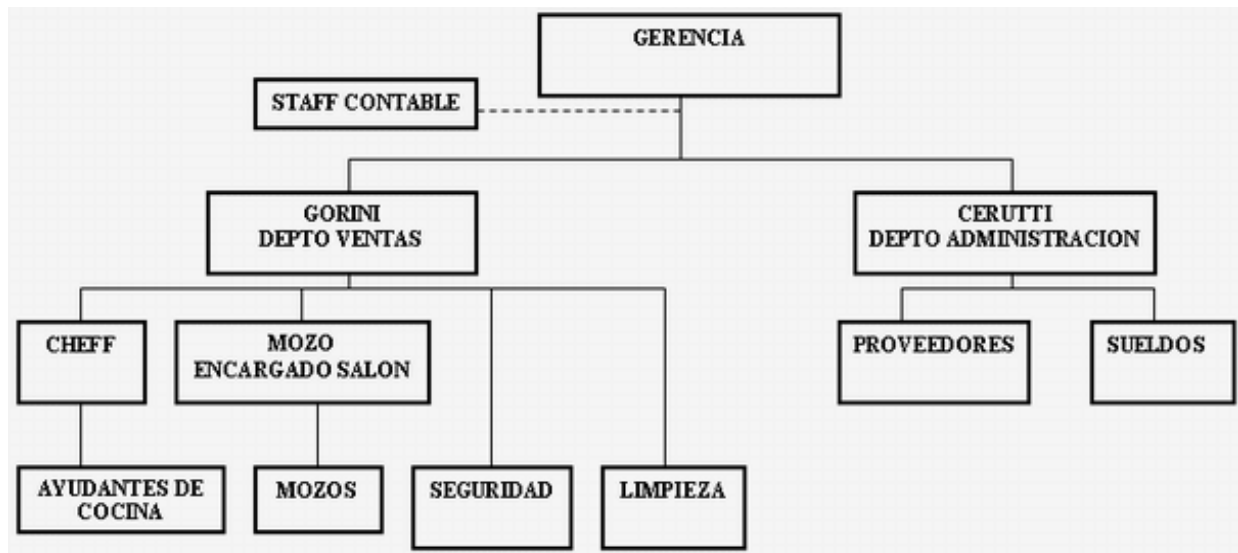 GERENCIA
STAFF CONTABLE
GORINI
DEPTO VENTAS
CERUTTI
DEPTO ADMINISTRACION
CHEFF
MOZO
ENCARGADO SALON
PROVEEDORES
SUELDOS
AYUDANTES DE
COCINA
MOZOS
SEGURIDAD
LIMPIEZA